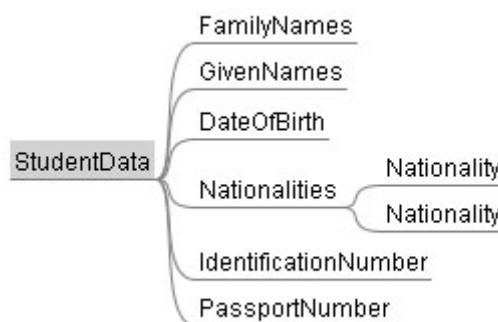 FamilyNames
GivenNames
DateOfBirth
StudentData
Nationalities
Nationality
Nationality
IdentificationNumber
PassportNumber